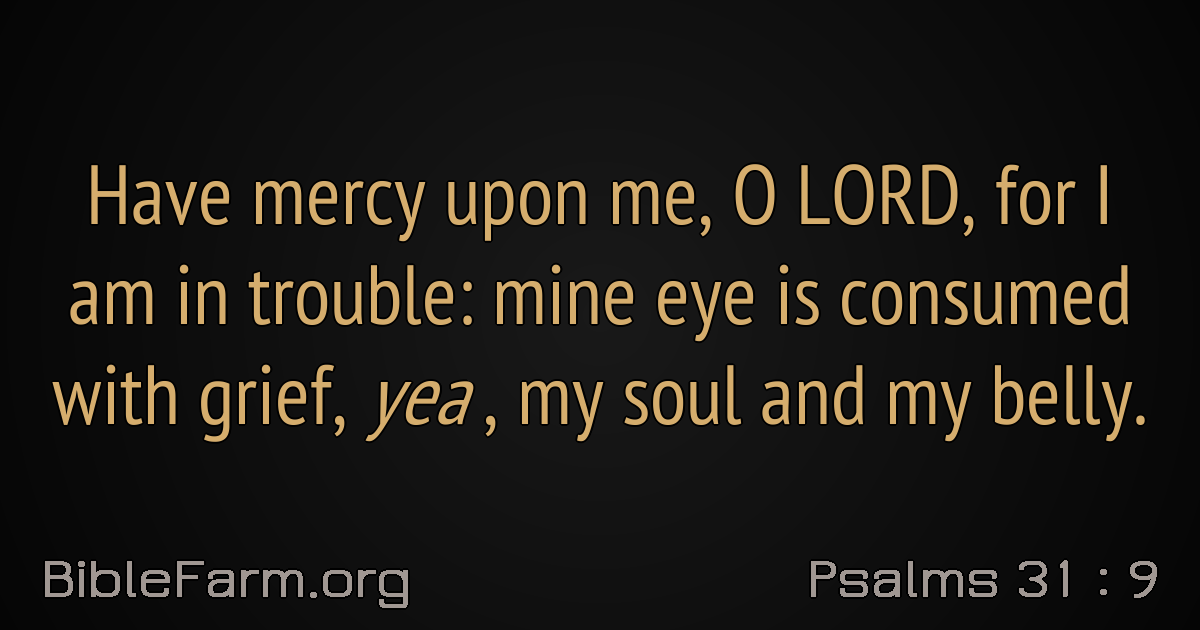 Have mercy upon me, O LORD, for I
am in trouble: mine eye is consumed
with grief, yea , my soul and my belly.
BibleFarm.org
Psalms 31 : 9